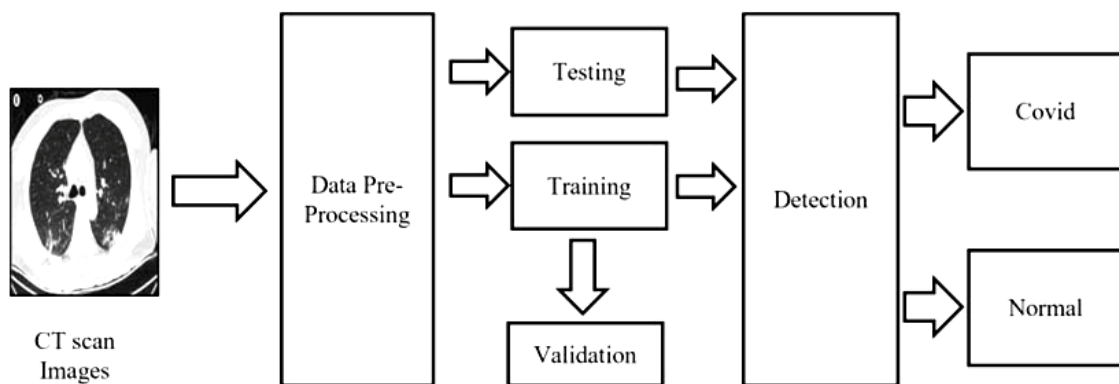 CT scan
Images
Data Pre-
Processing
Testing
Training
Validation
Detection
Covid
Normal